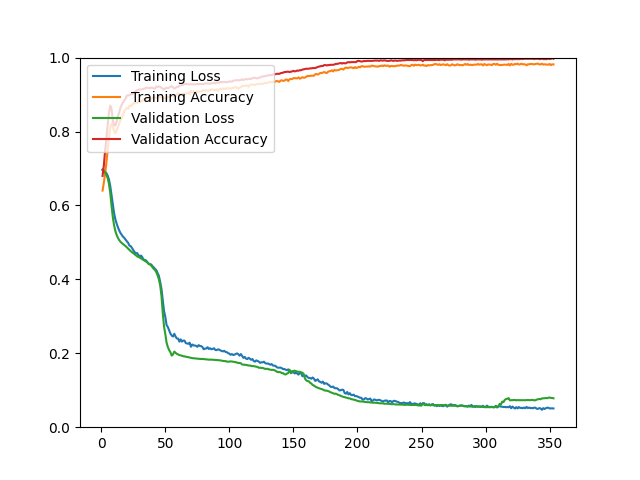 1.0
0.8
0.6
0.4
0.2
0.0
Training Loss
Training Accuracy
Validation Loss
Validation Accuracy
0 50 100 150 200 250 300 350